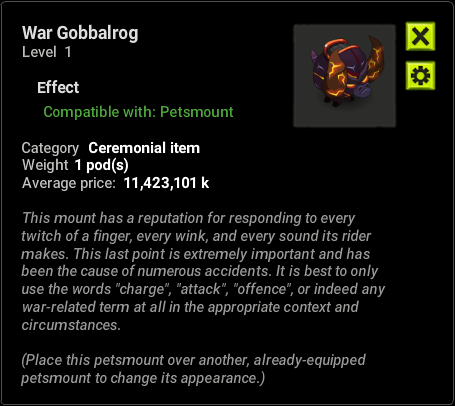 War Gobbalrog
Level 1
Effect
Compatible with: Petsmount
Category Ceremonial item
Weight 1 pod(s)
Average price: 11,423,101 k
This mount has a reputation for responding to every
twitch of a finger, every wink, and every sound its rider
makes. This last point is extremely important and has
been the cause of numerous accidents. It is best to only
use the words "charge", "attack", "offence", or indeed any
war-related term at all in the appropriate context and
circumstances.
(Place this petsmount over another, already-equipped
petsmount to change its appearance.)